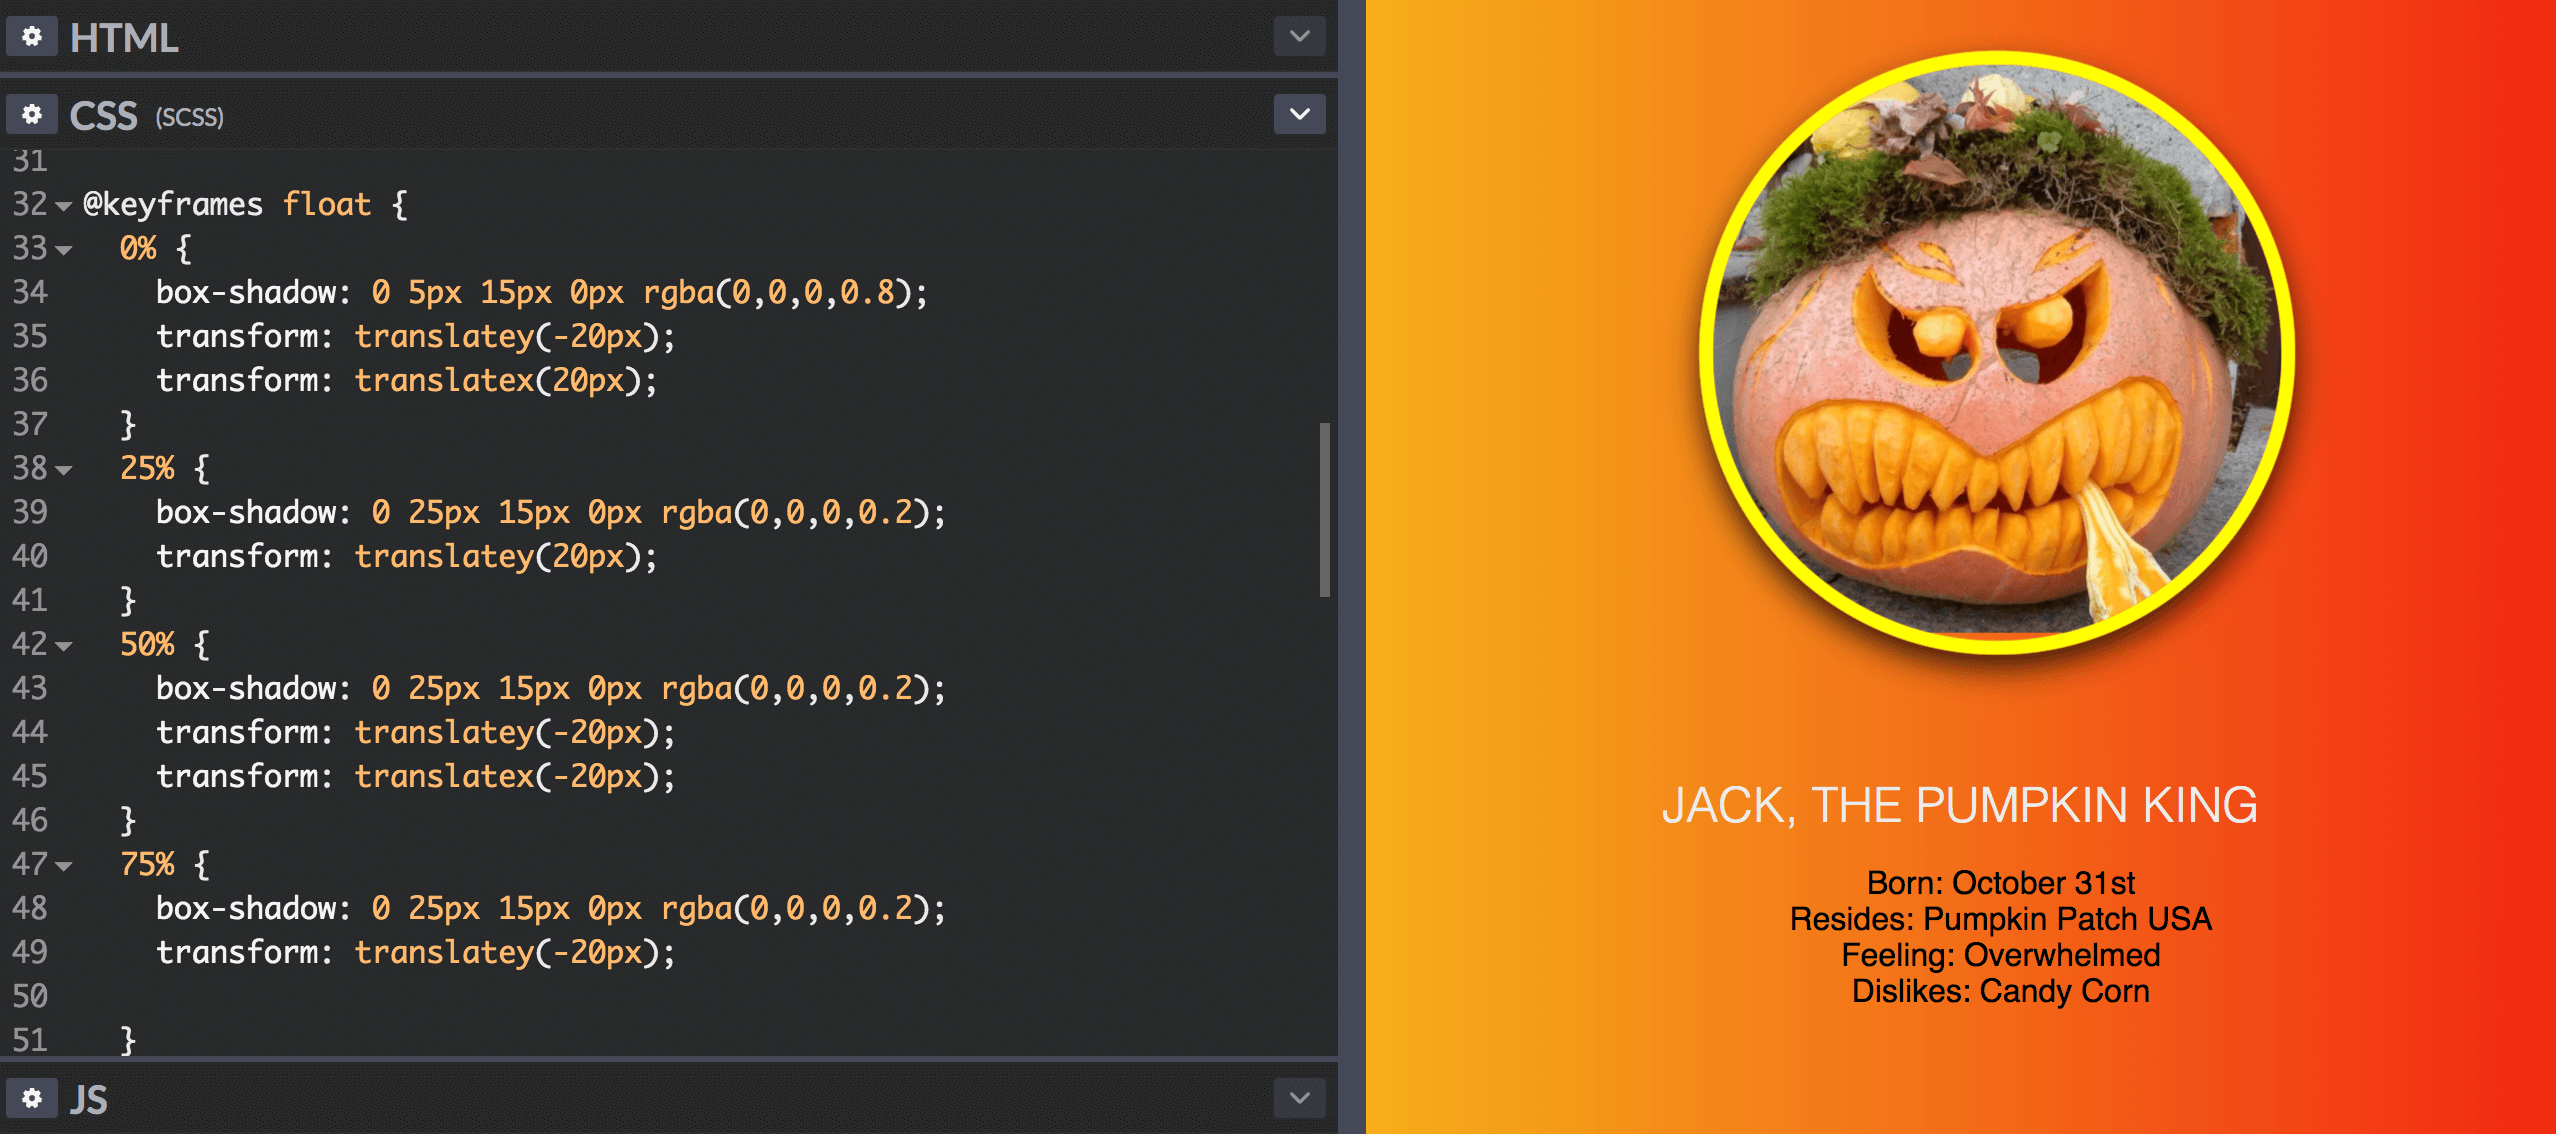 HTML
CSS (SCSS)
31
32 @keyframes float {
33 0% {
34 box-shadow: 0 5px 15px 0px rgba(0,0,0,0.8);
35 transform: translatey(-20px);
36 transform: translatex(20px);
37 }
38 25% {
39 box-shadow: 0 25px 15px 0px rgba(0,0,0,0.2);
40 transform: translatey(20px);
41 }
42 50% {
43 box-shadow: 0 25px 15px 0px rgba(0,0,0,0.2);
44 transform: translatey(-20px);
45 transform: translatex(-20px);
46 }
47 75% {
48 box-shadow: 0 25px 15px 0px rgba(0,0,0,0.2);
49 transform: translatey(-20px);
50
51 }
JS
JACK, THE PUMPKIN KING
Born: October 31st
Resides: Pumpkin Patch USA
Feeling: Overwhelmed
Dislikes: Candy Corn